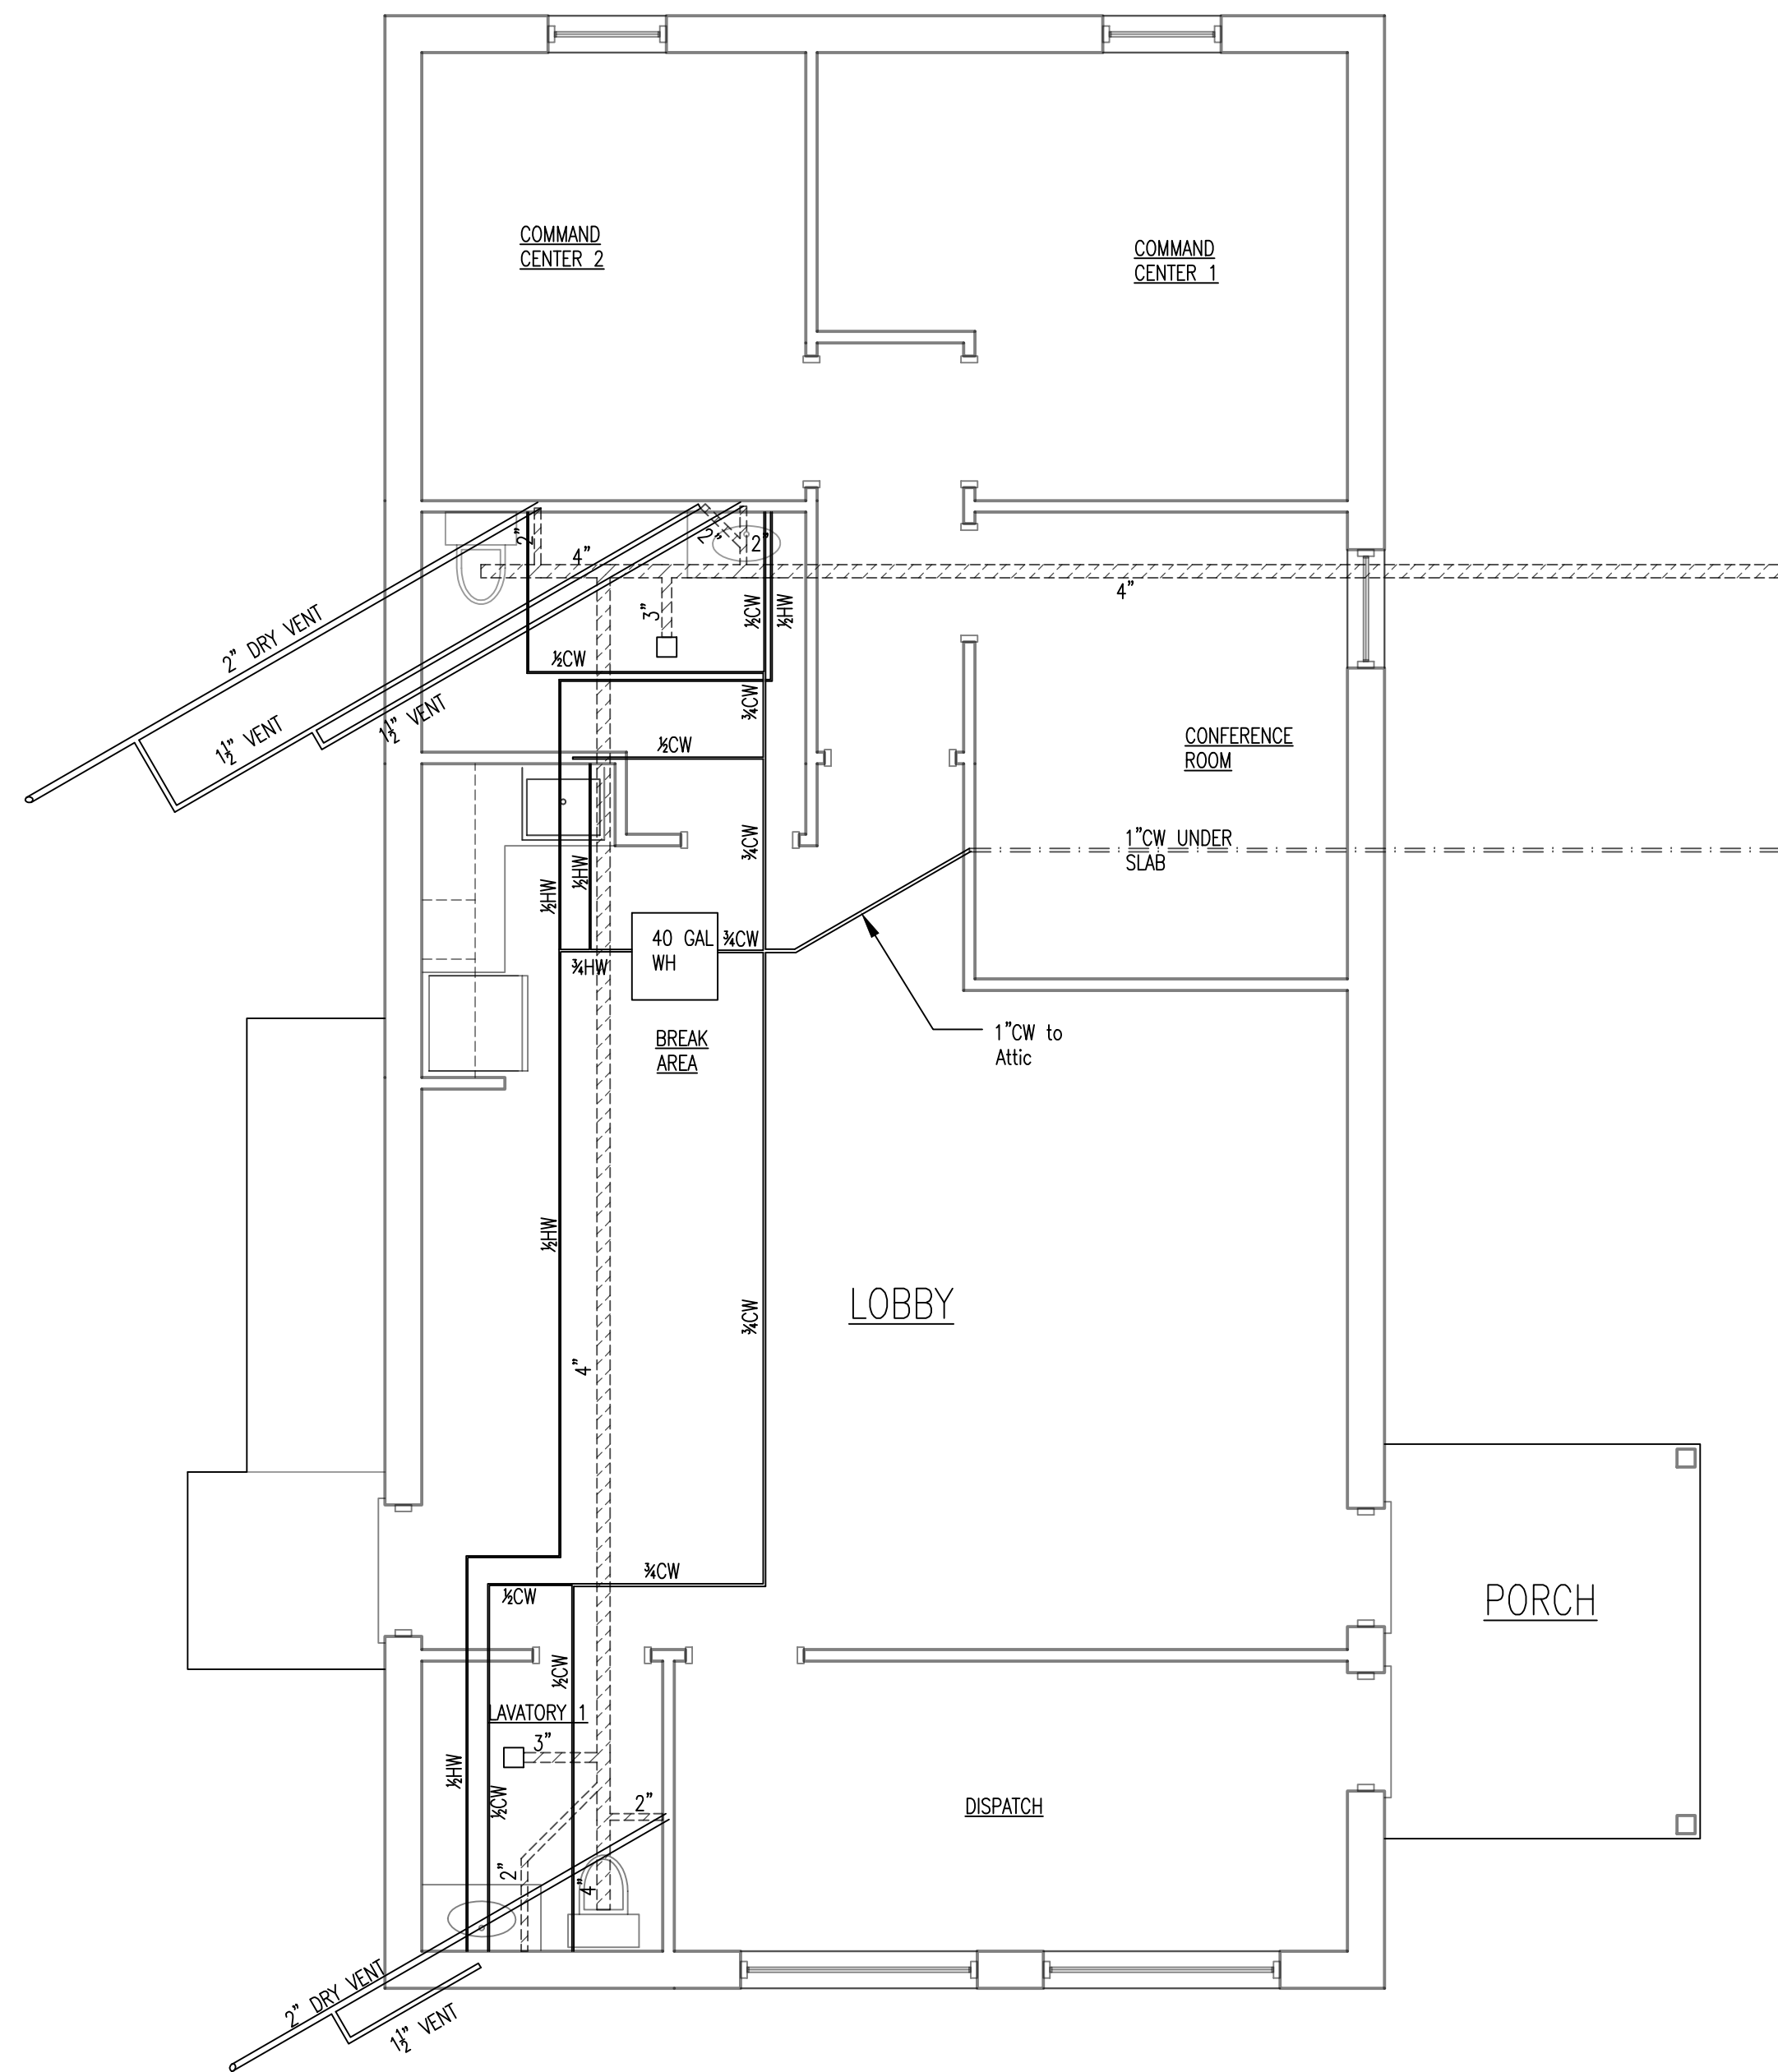 COMMAND
CENTER 2
COMMAND
CENTER 1
2"
4"
2"
2"
4"
3"
½CW
½HW
2" DRY VENT
½CW
¾CW
1½" VENT
1½" VENT
½CW
CONFERENCE
ROOM
¾CW
1"CW UNDER
SLAB
½HW
½HW
40 GAL
WH
¾CW
¾HW
BREAK
AREA
1"CW to
Attic
½HW
LOBBY
¾CW
4"
¾CW
½CW
PORCH
½CW
LAVATORY 1
3"
½HW
½CW
2"
DISPATCH
2"
4"
2" DRY VENT
1½" VENT